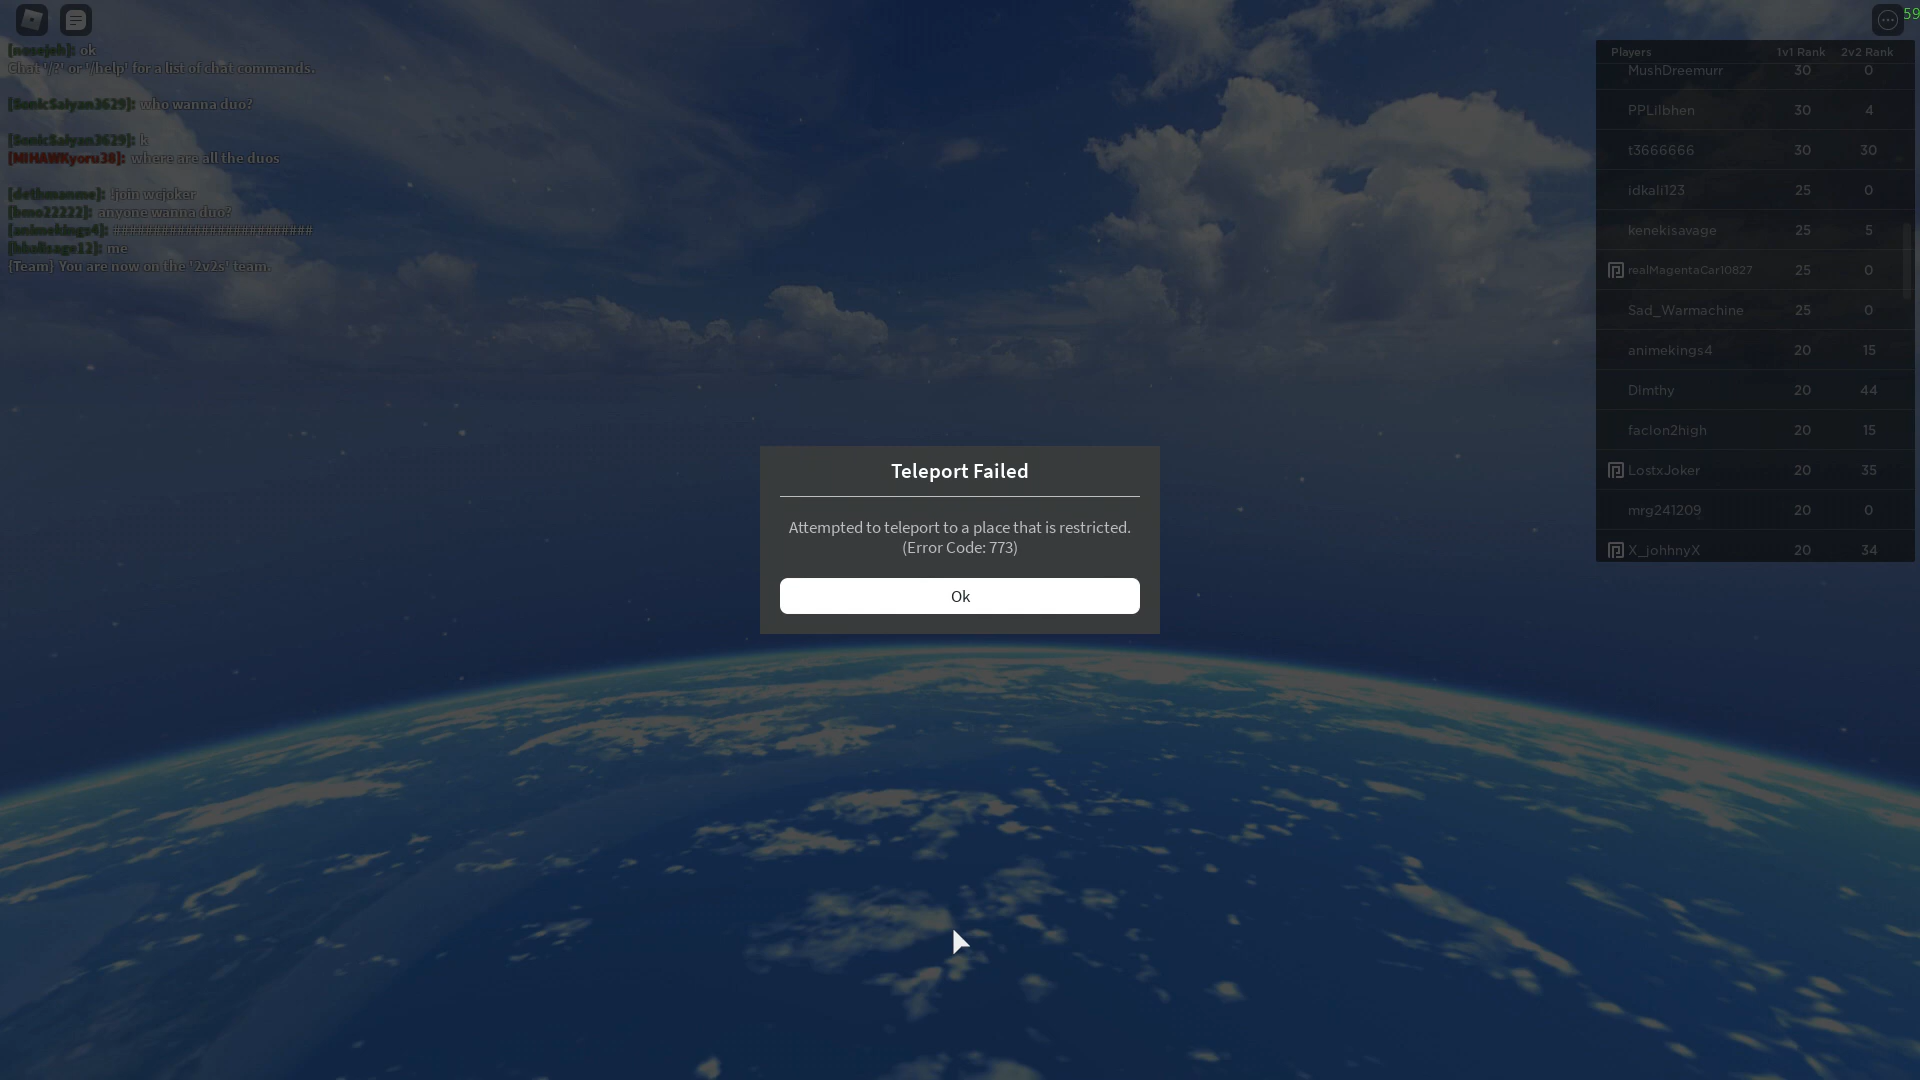 59
[nosejeh]: ok
Chat '/?' or '/help' for a list of chat commands.
[SonicSaiyan3629]: who wanna duo?
[SonicSaiyan3629]: k
[MIHAWKyoru38]: where are all the duos
[dethmanme]: !join wcjoker
[bmo22222]: anyone wanna duo?
[animekings4]: #########################
me
{Team} You are now on the '2v2s' team.
Players 1v1 Rank 2v2 Rank
MushDreemurr 30 0
PPLIlbhen 30 4
t3666666 30 30
idkali123 25 0
kenekisavage 25 5
realMagentaCar10827 25 0
Sad_Warmachine 25 0
animekings4 20 15
DImthy 20 44
facIon2high 20 15
LostxJoker 20 35
mrg241209 20 0
X_johhnyX 20 34
Teleport Failed
Attempted to teleport to a place that is restricted.
(Error Code: 773)
Ok